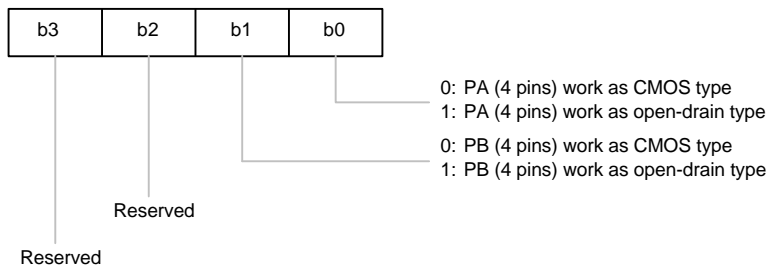 b3 b2 b1 b0
0: PA (4 pins) work as CMOS type
1: PA (4 pins) work as open-drain type
0: PB (4 pins) work as CMOS type
1: PB (4 pins) work as open-drain type
Reserved
Reserved